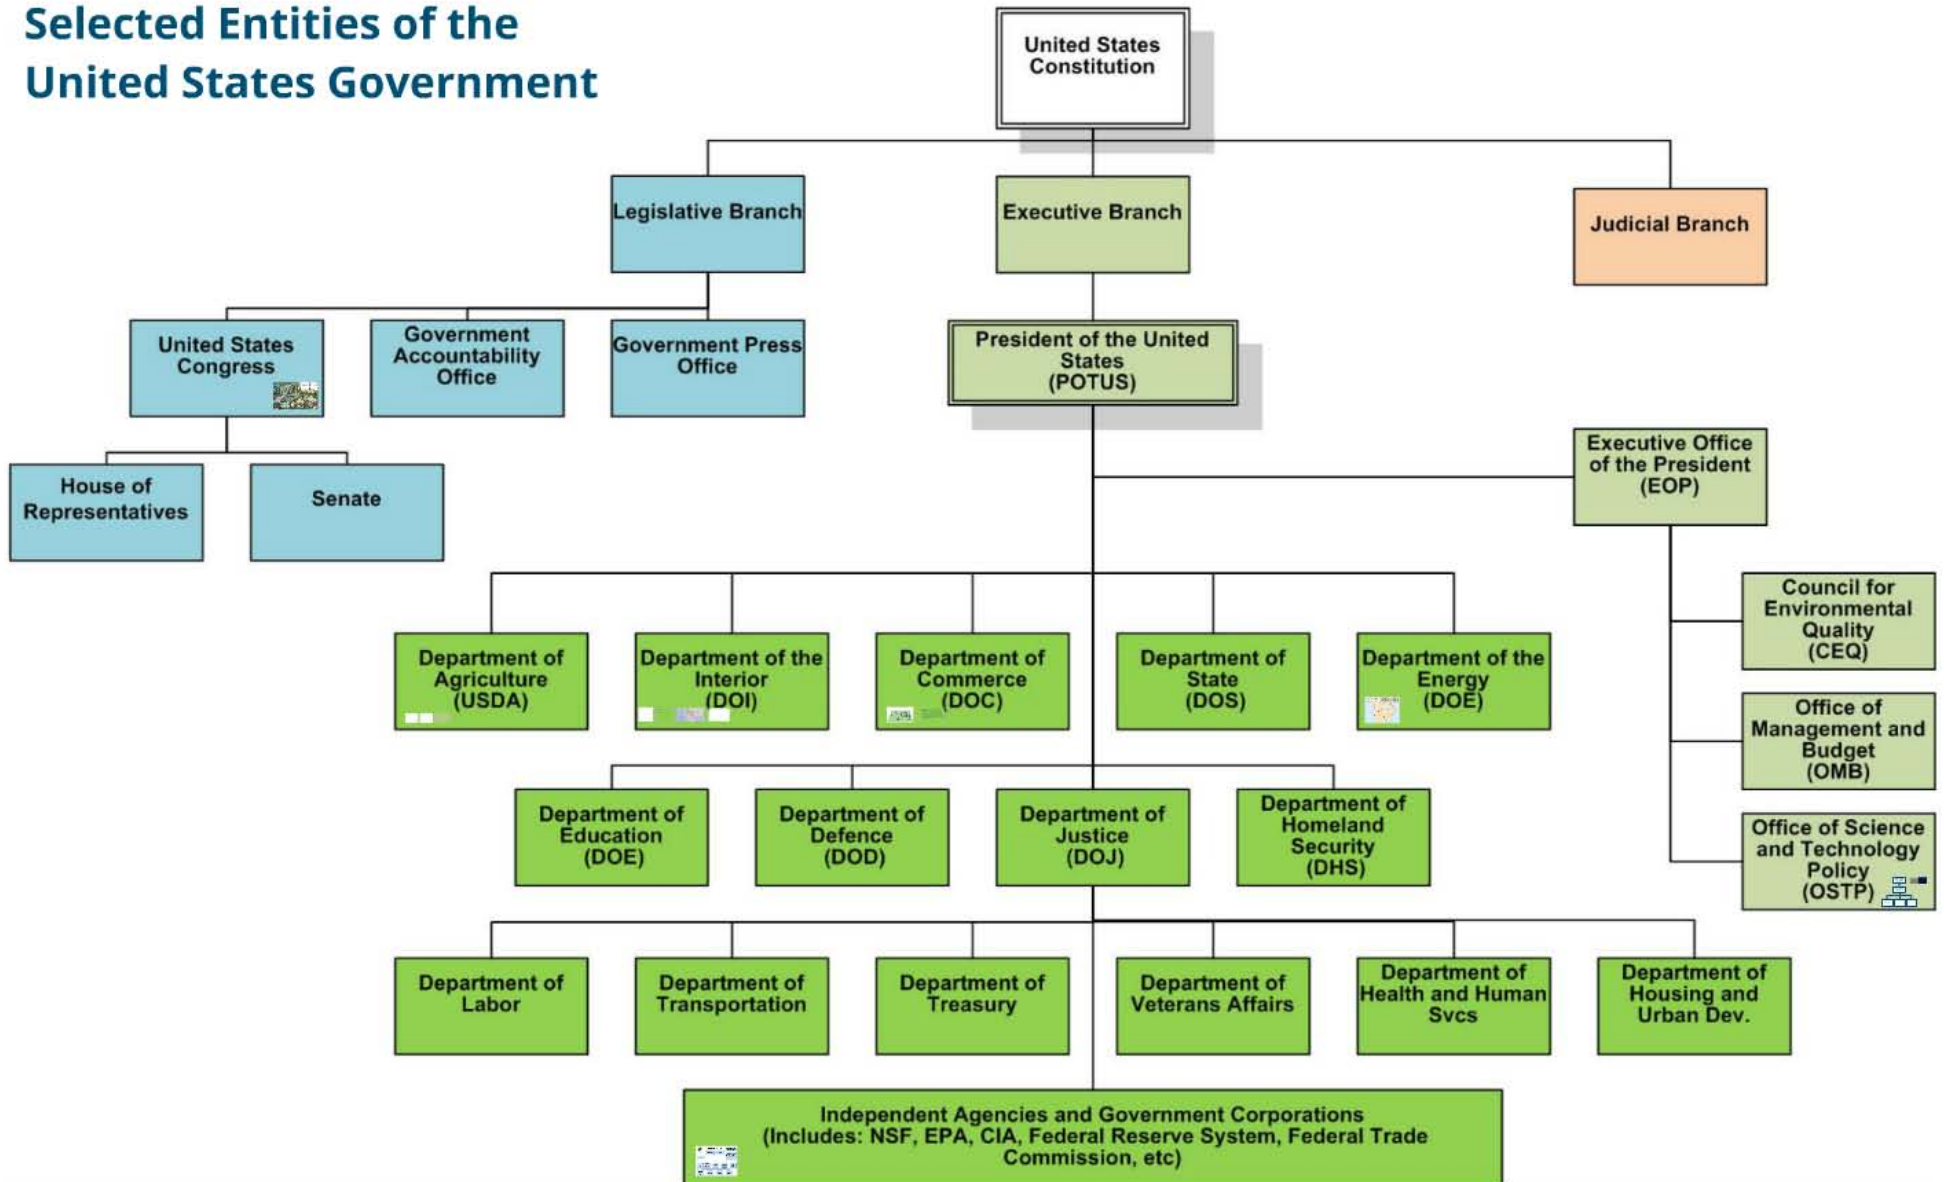 Selected Entities of the
United States Government
United States
Constitution
Legislative Branch
Executive Branch
Judicial Branch
United States
Congress
Government
Accountability
Office
Government Press
Office
President of the United
States
(POTUS)
Executive Office
of the President
(EOP)
House of
Representatives
Senate
Council for
Environmental
Quality
(CEQ)
Office of
Management and
Budget
(OMB)
Office of Science
and Technology
Policy
(OSTP)
Department of
Agriculture
(USDA)
Department of the
Interior
(DOI)
Department of
Commerce
(DOC)
Department of
State
(DOS)
Department of the
Energy
(DOE)
Department of
Education
(DOE)
Department of
Defence
(DOD)
Department of
Justice
(DOJ)
Department of
Homeland
Security
(DHS)
Department of
Labor
Department of
Transportation
Department of
Treasury
Department of
Veterans Affairs
Department of
Health and Human
Svcs
Department of
Housing and
Urban Dev.
Independent Agencies and Government Corporations
(Includes: NSF, EPA, CIA, Federal Reserve System, Federal Trade
Commission, etc)